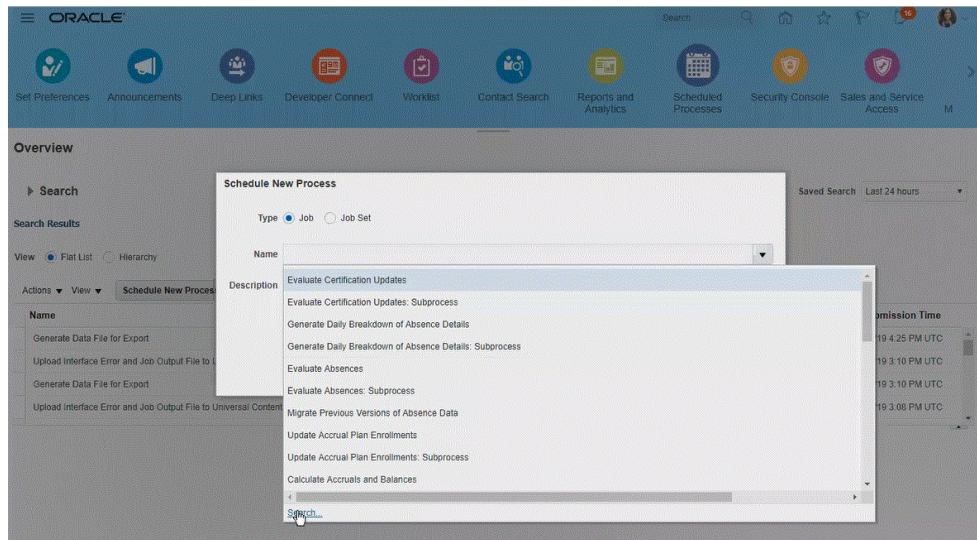 ORACLE
Search
16
Set Preferences
Announcements
Deep Links
Developer Connect
Worklist
Contact Search
Reports and
Analytics
Scheduled
Processes
Security Console
Sales and Service
Access
M
Overview
Search
Saved Search Last 24 hours
Search Results
View Flat List Hierarchy
Actions View Schedule New Proces
Name
omission Time
Generate Data File for Export
19 4:25 PM UTC
Upload Interface Error and Job Output File to U
19 3:10 PM UTC
Generate Data File for Export
19 3:10 PM UTC
Upload Interface Error and Job Output File to Universal Content
19 3:08 PM UTC
Schedule New Process
Type Job Job Set
Name
Description
Evaluate Certification Updates
Evaluate Certification Updates: Subprocess
Generate Daily Breakdown of Absence Details
Generate Daily Breakdown of Absence Details: Subprocess
Evaluate Absences
Evaluate Absences: Subprocess
Migrate Previous Versions of Absence Data
Update Accrual Plan Enrollments
Update Accrual Plan Enrollments: Subprocess
Calculate Accruals and Balances
Search...